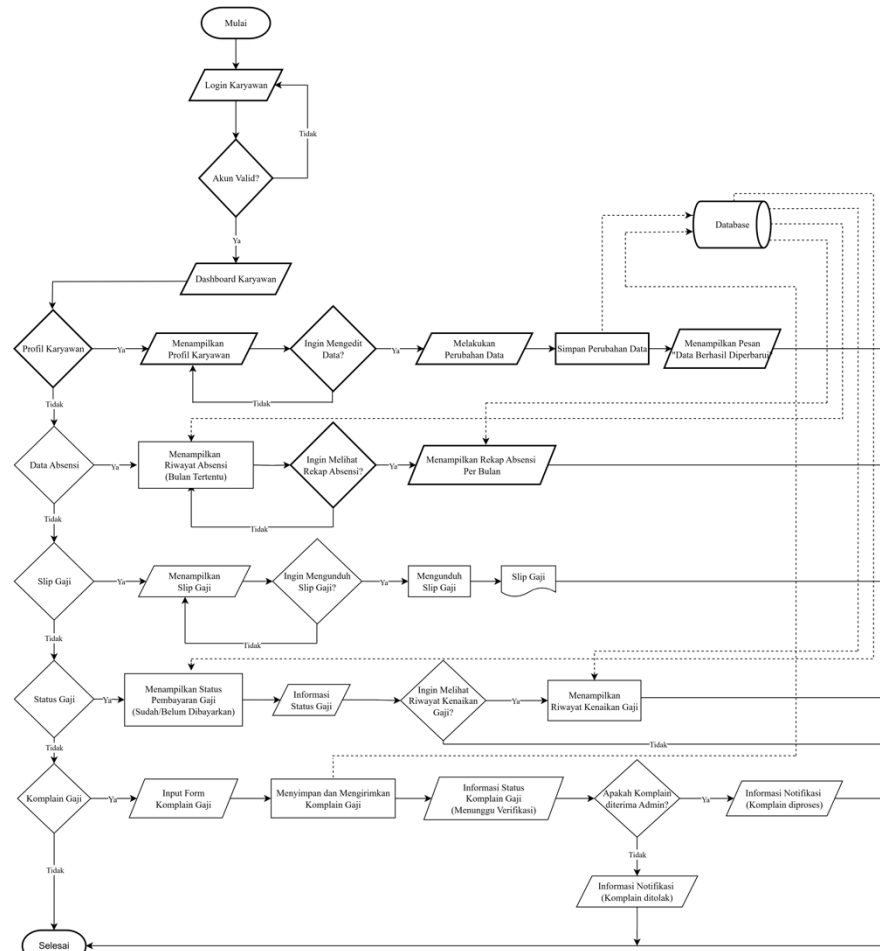 Mulai
Login Karyawan
Tidak
Akun Valid?
Ya
Database
Dashboard Karyawan
Profil Karyawan
Ya
Menampilkan
Profil Karyawan
Ingin Mengedit
Data?
Ya
Melakukan
Perubahan Data
Simpan Perubahan Data
Menampilkan Pesan
"Data Berhasil Diperbarui"
Tidak
Tidak
Data Absensi
Ya
Menampilkan
Riwayat Absensi
(Bulan Tertentu)
Ingin Melihat
Rekap Absensi?
Ya
Menampilkan Rekap Absensi
Per Bulan
Tidak
Tidak
Slip Gaji
Ya
Menampilkan
Slip Gaji
Ingin Mengunduh
Slip Gaji?
Ya
Mengunduh
Slip Gaji
Slip Gaji
Tidak
Tidak
Status Gaji
Ya
Menampilkan Status
Pembayaran Gaji
(Sudah/Belum Dibayarkan)
Informasi
Status Gaji
Ingin Melihat
Riwayat Kenaikan
Gaji?
Ya
Menampilkan
Riwayat Kenaikan Gaji
Tidak
Tidak
Komplain Gaji
Ya
Input Form
Komplain Gaji
Menyimpan dan Mengirimkan
Komplain Gaji
Informasi Status
Komplain Gaji
(Menunggu Verifikasi)
Apakah Komplain
diterima Admin?
Ya
Informasi Notifikasi
(Komplain diproses)
Tidak
Tidak
Informasi Notifikasi
(Komplain ditolak)
Selesai